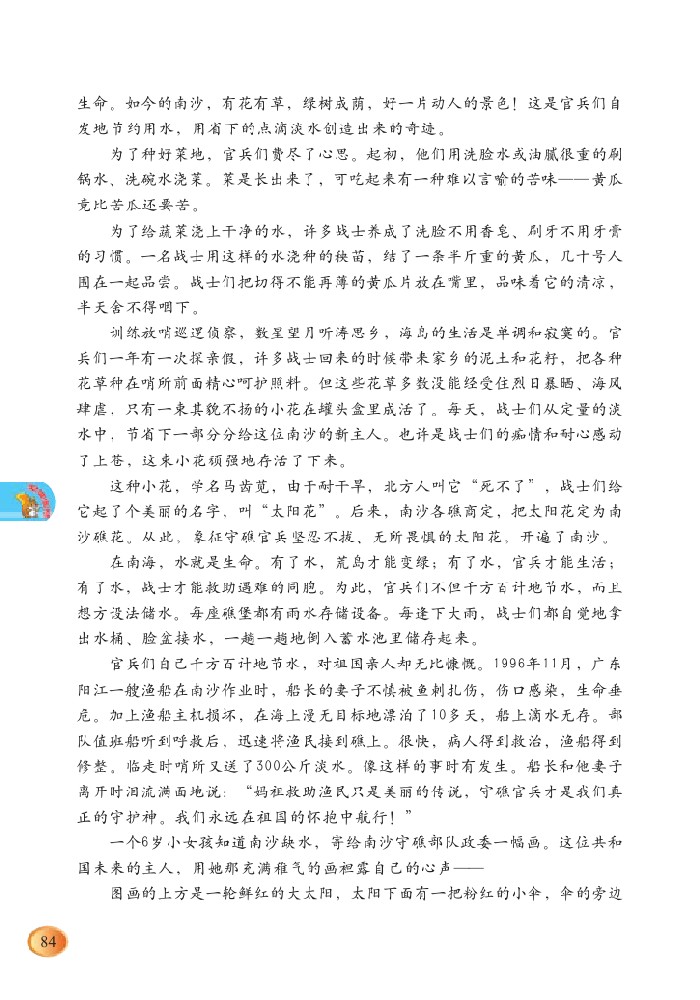 生命。如今的南沙，有花有草，绿树成荫，好一片动人的景色！这是官兵们自
发地节约用水，用省下的点滴淡水创造出来的奇迹。
为了种好菜地，官兵们费尽了心思。起初，他们用洗脸水或油腻很重的刷
锅水、洗碗水浇菜。菜是长出来了，可吃起来有一种难以言喻的苦味——黄瓜
竟比苦瓜还要苦。
为了给蔬菜浇上干净的水，许多战士养成了洗脸不用香皂、刷牙不用牙膏
的习惯。一名战士用这样的水浇种的秧苗，结了一条半斤重的黄瓜，几十号人
围在一起品尝。战士们把切得不能再薄的黄瓜片放在嘴里，品味着它的清凉，
半天舍不得咽下。
训练放哨巡逻侦察，数星望月听涛思乡，海岛的生活是单调和寂寞的。官
兵们一年有一次探亲假，许多战士回来的时候带来家乡的泥土和花籽，把各种
花草种在哨所前面精心呵护照料。但这些花草多数没能经受住烈日暴晒、海风
肆虐，只有一束其貌不扬的小花在罐头盒里成活了。每天，战士们从定量的淡
水中，节省下一部分分给这位南沙的新主人。也许是战士们的痴情和耐心感动
了上苍，这束小花顽强地存活了下来。
这种小花，学名马齿苋，由于耐干旱，北方人叫它“死不了”，战士们给
它起了个美丽的名字，叫“太阳花”。后来，南沙各礁商定，把太阳花定为南
沙礁花。从此，象征守礁官兵坚忍不拔、无所畏惧的太阳花，开遍了南沙。
在南海，水就是生命。有了水，荒岛才能变绿；有了水，官兵才能生活；
有了水，战士才能救助遇难的同胞。为此，官兵们不但千方百计地节水，而且
想方设法储水。每座礁堡都有雨水存储设备。每逢下大雨，战士们都自觉地拿
出水桶、脸盆接水，一趟一趟地倒入蓄水池里储存起来。
官兵们自己千方百计地节水，对祖国亲人却无比慷慨。1996年11月，广东
阳江一艘渔船在南沙作业时，船长的妻子不慎被鱼刺扎伤，伤口感染，生命垂
危。加上渔船主机损坏，在海上漫无目标地漂泊了10多天，船上滴水无存。部
队值班船听到呼救后，迅速将渔民接到礁上。很快，病人得到救治，渔船得到
修整。临走时哨所又送了300公斤淡水。像这样的事时有发生。船长和他妻子
离开时泪流满面地说：“妈祖救助渔民只是美丽的传说，守礁官兵才是我们真
正的守护神。我们永远在祖国的怀抱中航行！”
一个6岁小女孩知道南沙缺水，寄给南沙守礁部队政委一幅画。这位共和
国未来的主人，用她那充满稚气的画袒露自己的心声——
图画的上方是一轮鲜红的大太阳，太阳下面有一把粉红的小伞，伞的旁边
84